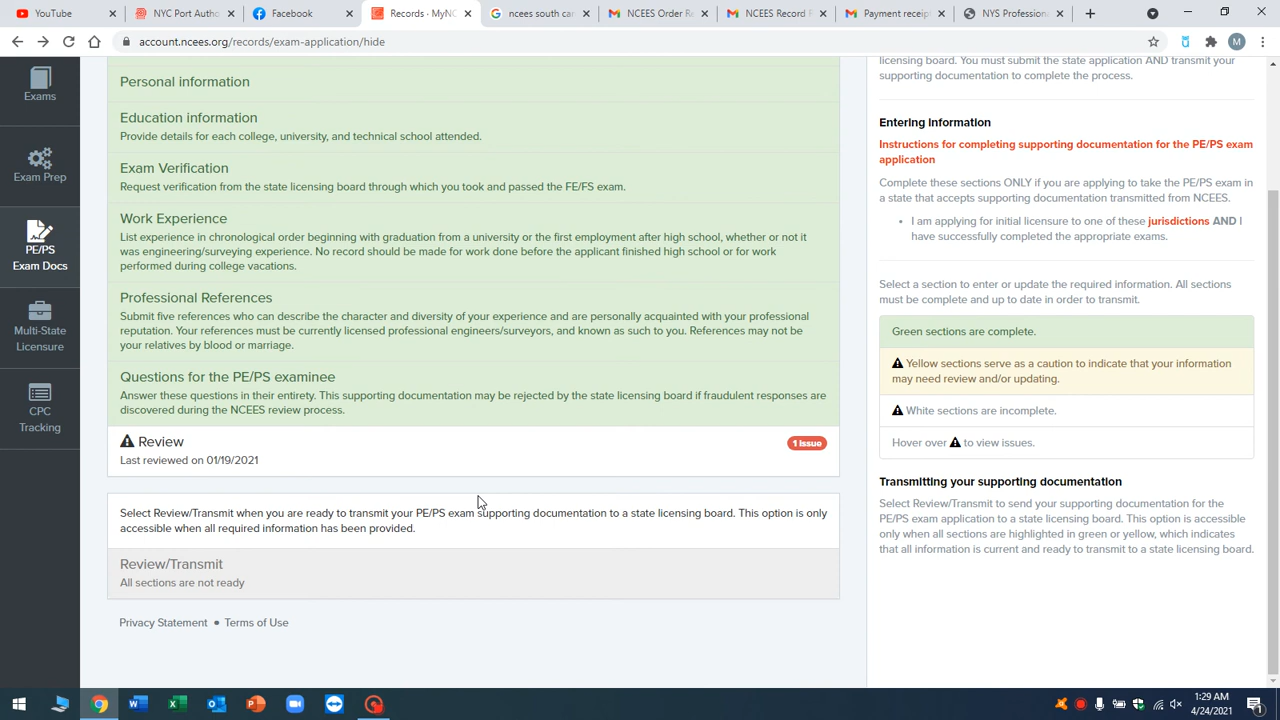 YouTube
NYC Port Autho
Facebook
Records · MyNC
ncees south car
NCEES Order Re
NCEES Record R
Payment receip
NYS Profession
account.ncees.org/records/exam-application/hide
M
Exams
Exam Prep
PE/PS
Exam Docs
Multi-State
Licensure
CPC
Tracking
Personal information
Education information
Provide details for each college, university, and technical school attended.
Exam Verification
Request verification from the state licensing board through which you took and passed the FE/FS exam.
Work Experience
List experience in chronological order beginning with graduation from a university or the first employment after high school, whether or not it
was engineering/surveying experience. No record should be made for work done before the applicant finished high school or for work
performed during college vacations.
Professional References
Submit five references who can describe the character and diversity of your experience and are personally acquainted with your professional
reputation. Your references must be currently licensed professional engineers/surveyors, and known as such to you. References may not be
your relatives by blood or marriage.
Questions for the PE/PS examinee
Answer these questions in their entirety. This supporting documentation may be rejected by the state licensing board if fraudulent responses are
discovered during the NCEES review process.
Review
1 issue
Last reviewed on 01/19/2021
Select Review/Transmit when you are ready to transmit your PE/PS exam supporting documentation to a state licensing board. This option is only
accessible when all required information has been provided.
Review/Transmit
All sections are not ready
Privacy Statement • Terms of Use
licensing board. You must submit the state application AND transmit your
supporting documentation to complete the process.
Entering information
Instructions for completing supporting documentation for the PE/PS exam
application
Complete these sections ONLY if you are applying to take the PE/PS exam in
a state that accepts supporting documentation transmitted from NCEES.
• I am applying for initial licensure to one of these jurisdictions AND I
have successfully completed the appropriate exams.
Select a section to enter or update the required information. All sections
must be complete and up to date in order to transmit.
Green sections are complete.
Yellow sections serve as a caution to indicate that your information
may need review and/or updating.
White sections are incomplete.
Hover over to view issues.
Transmitting your supporting documentation
Select Review/Transmit to send your supporting documentation for the
PE/PS exam application to a state licensing board. This option is accessible
only when all sections are highlighted in green or yellow, which indicates
that all information is current and ready to transmit to a state licensing board.
1:29 AM
4/24/2021